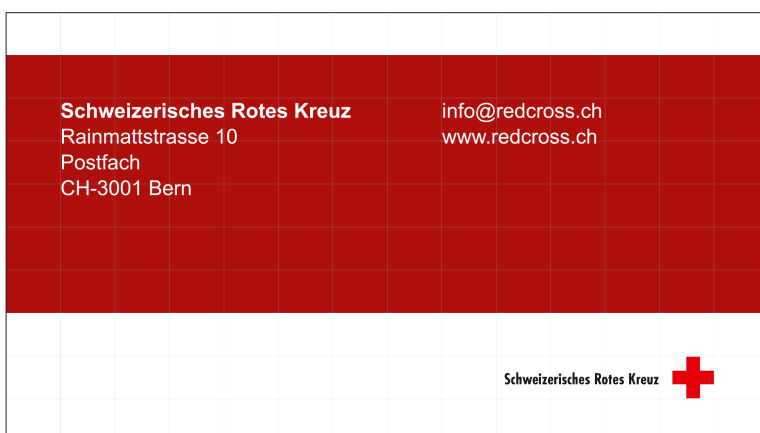 Schweizerisches Rotes Kreuz
Rainmattstrasse 10
Postfach
CH-3001 Bern
info@redcross.ch
www.redcross.ch
Schweizerisches Rotes Kreuz